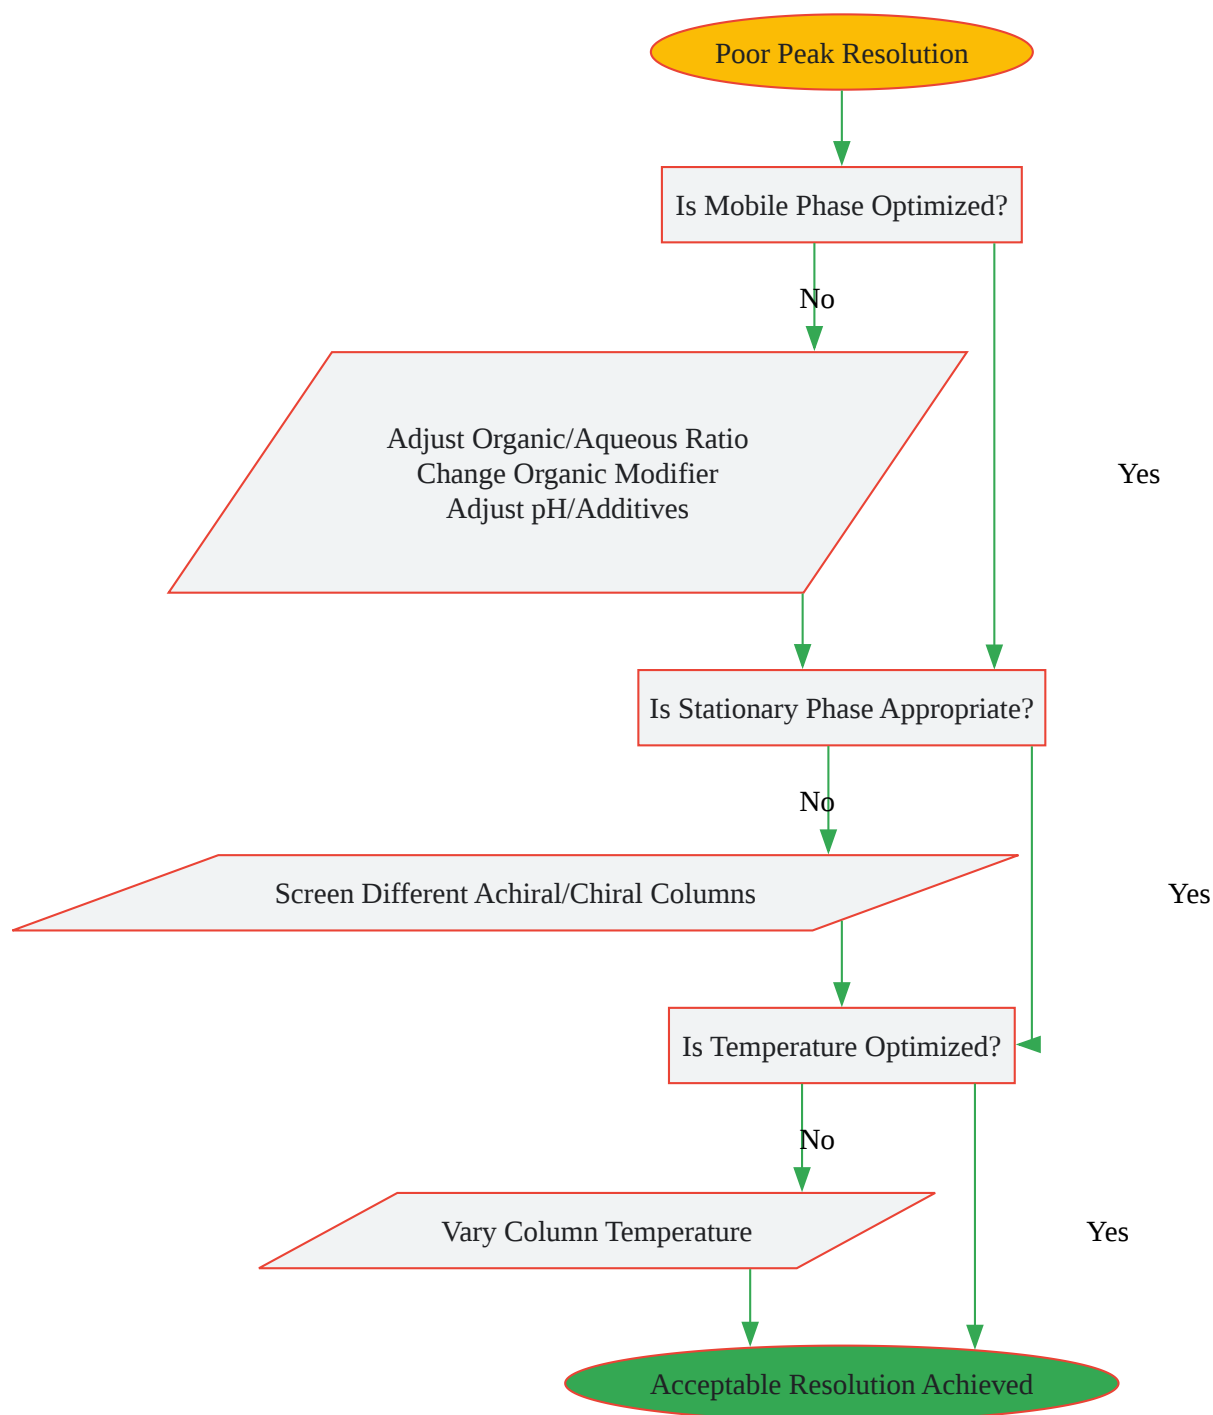 Poor Peak Resolution
Is Mobile Phase Optimized?
No
Adjust Organic/Aqueous Ratio
Change Organic Modifier
Adjust pH/Additives
Yes
Is Stationary Phase Appropriate?
No
Screen Different Achiral/Chiral Columns
Yes
Is Temperature Optimized?
No
Vary Column Temperature
Yes
Acceptable Resolution Achieved